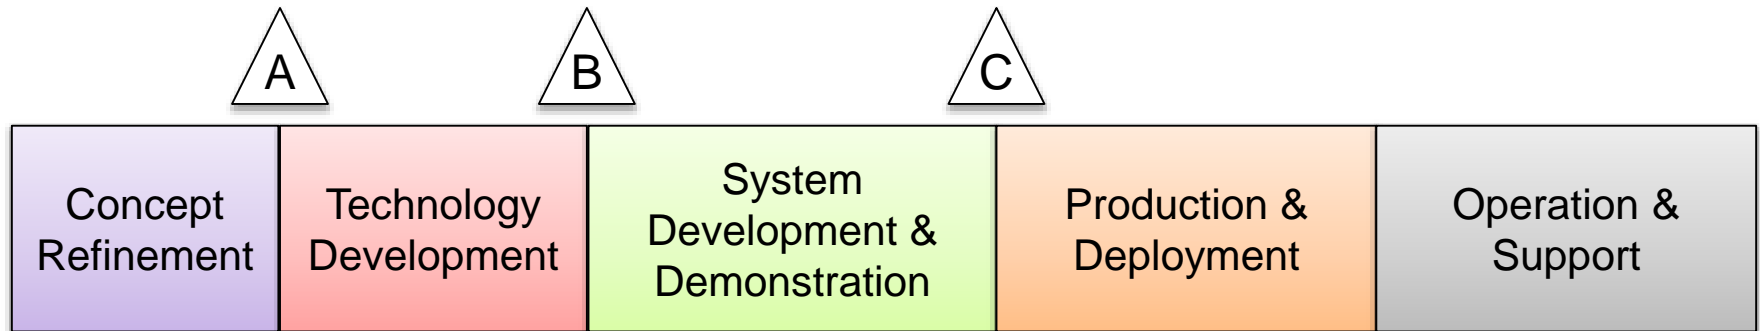 A
B
C
Concept
Refinement
Technology
Development
System
Development &
Demonstration
Production &
Deployment
Operation &
Support